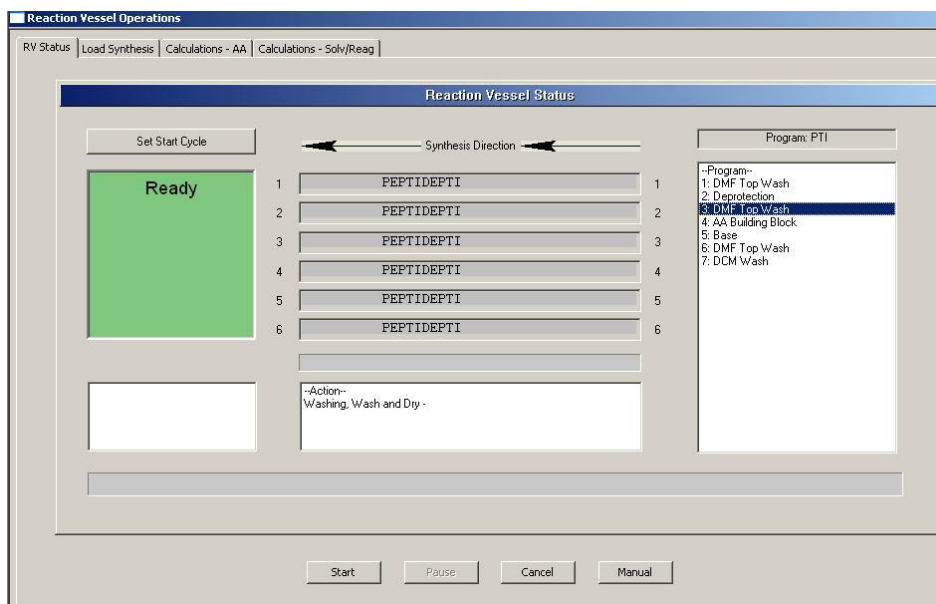 Reaction Vessel Operations
RV Status Load Synthesis Calculations - AA Calculations - Solv/Reag
Reaction Vessel Status
Set Start Cycle
Synthesis Direction
Program: PTI
Ready
1 PEPTIDEPTI 1
2 PEPTIDEPTI 2
3 PEPTIDEPTI 3
4 PEPTIDEPTI 4
5 PEPTIDEPTI 5
6 PEPTIDEPTI 6
--Program--
1: DMF Top Wash
2: Deprotection
3: DMF Top Wash
4: AA Building Block
5: Base
6: DMF Top Wash
7: DCM Wash
--Action--
Washing, Wash and Dry -
Start Pause Cancel Manual